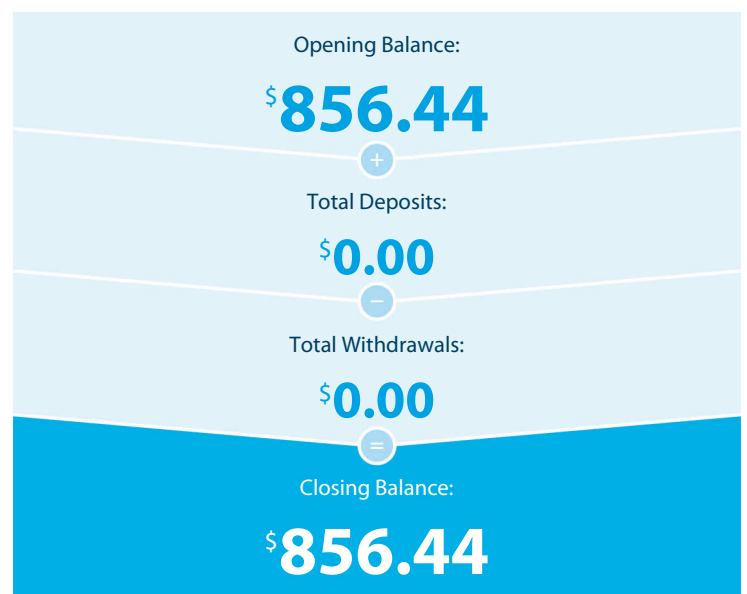 Opening Balance:
$856.44
+
Total Deposits:
$0.00
−
Total Withdrawals:
$0.00
=
Closing Balance:
$856.44